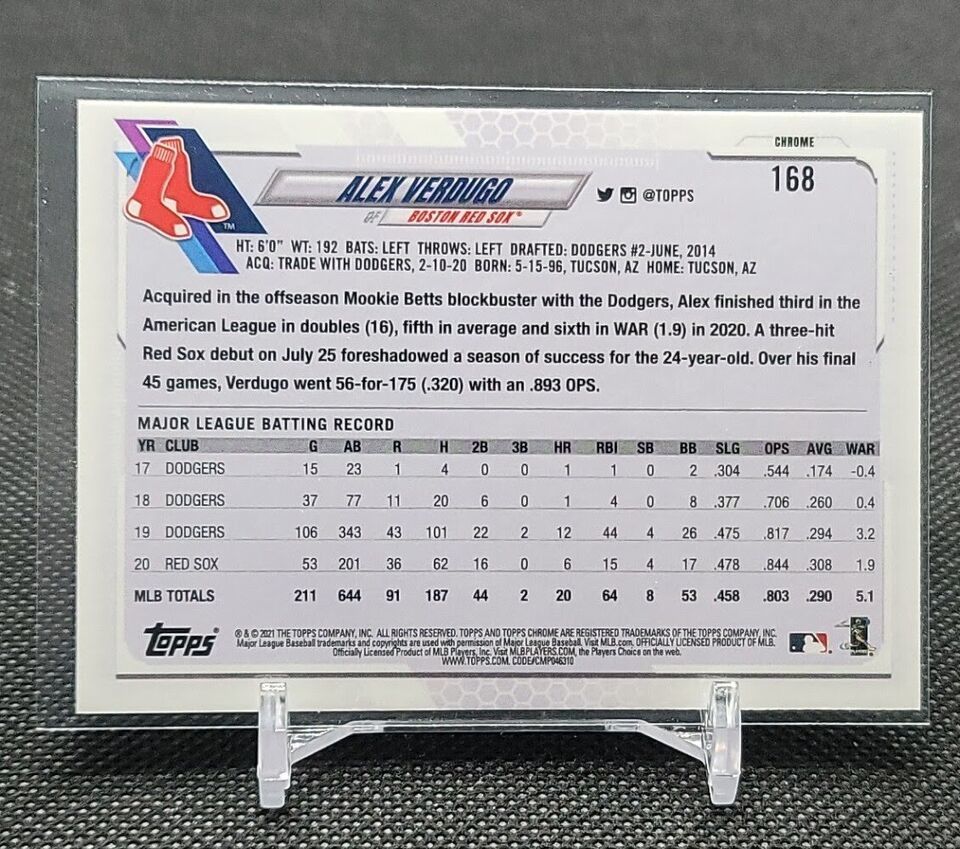 CHROME
168
ALEX VERDUGO
@TOPPS
OF BOSTON RED SOX®
TM
HT: 6'0" WT: 192 BATS: LEFT THROWS: LEFT DRAFTED: DODGERS #2-JUNE, 2014
ACQ: TRADE WITH DODGERS, 2-10-20 BORN: 5-15-96, TUCSON, AZ HOME: TUCSON, AZ
Acquired in the offseason Mookie Betts blockbuster with the Dodgers, Alex finished third in the
American League in doubles (16), fifth in average and sixth in WAR (1.9) in 2020. A three-hit
Red Sox debut on July 25 foreshadowed a season of success for the 24-year-old. Over his final
45 games, Verdugo went 56-for-175 (.320) with an .893 OPS.
MAJOR LEAGUE BATTING RECORD
YR CLUB G AB R H 2B 3B HR RBI SB BB SLG OPS AVG WAR
17 DODGERS 15 23 1 4 0 0 1 1 0 2 .304 .544 .174 -0.4
18 DODGERS 37 77 11 20 6 0 1 4 0 8 .377 .706 .260 0.4
19 DODGERS 106 343 43 101 22 2 12 44 4 26 .475 .817 .294 3.2
20 RED SOX 53 201 36 62 16 0 6 15 4 17 .478 .844 .308 1.9
MLB TOTALS 211 644 91 187 44 2 20 64 8 53 .458 .803 .290 5.1
TOPPS®
® & © 2021 THE TOPPS COMPANY, INC. ALL RIGHTS RESERVED. TOPPS AND TOPPS CHROME ARE REGISTERED TRADEMARKS OF THE TOPPS COMPANY, INC.
Major League Baseball trademarks and copyrights are used with permission of Major League Baseball. Visit MLB.com. OFFICIALLY LICENSED PRODUCT OF MLB.
Officially Licensed Product of MLB Players, Inc. Visit MLBPLAYERS.COM, the Players Choice on the web.
WWW.TOPPS.COM. CODE#CMP046310